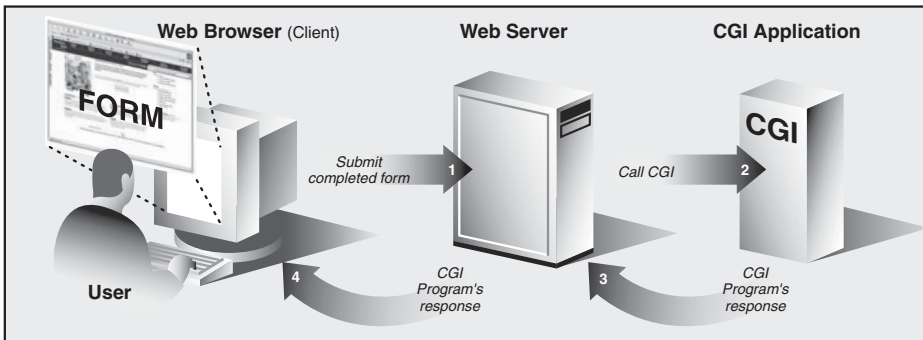 Web Browser (Client)
Web Server
CGI Application
FORM
CGI
Submit
completed form
1
Call CGI
2
User
4
CGI
Program's
response
3
CGI
Program's
response